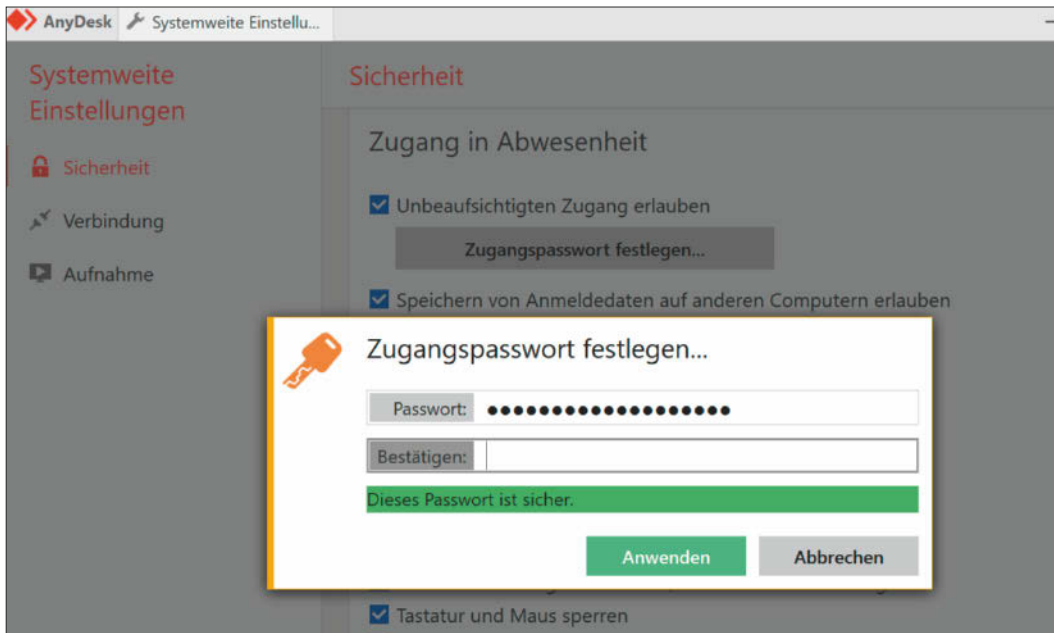 AnyDesk Systemweite Einstellu...
Systemweite
Einstellungen
Sicherheit
Verbindung
Aufnahme
Sicherheit
Zugang in Abwesenheit
Unbeaufsichtigten Zugang erlauben
Zugangspasswort festlegen...
Speichern von Anmeldedaten auf anderen Computern erlauben
Zugangspasswort festlegen...
Passwort: ●●●●●●●●●●●●●●●●●●●
Bestätigen:
Dieses Passwort ist sicher.
Anwenden Abbrechen
Tastatur und Maus sperren